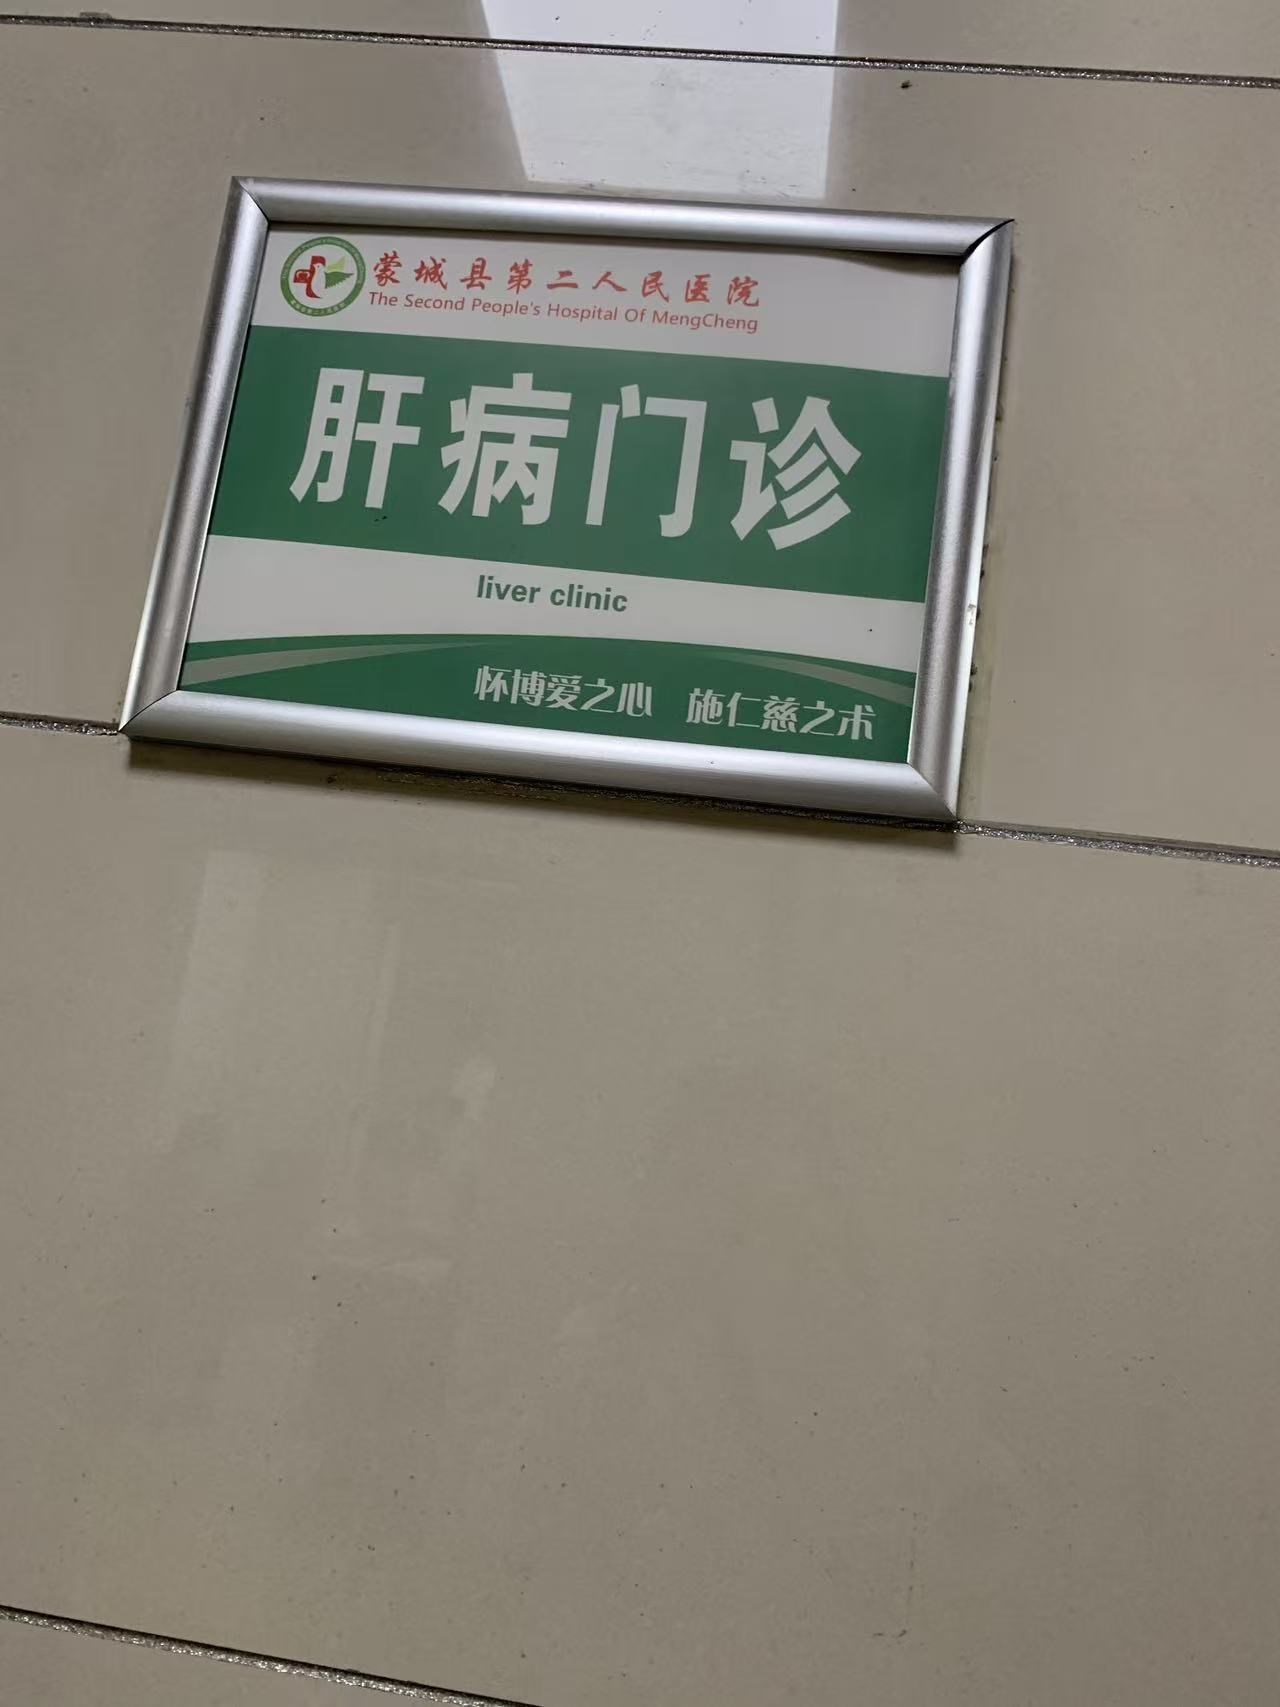 蒙城县第二人民医院
The Second People's Hospital Of MengCheng
肝病门诊
liver clinic
怀博爱之心 施仁慈之术